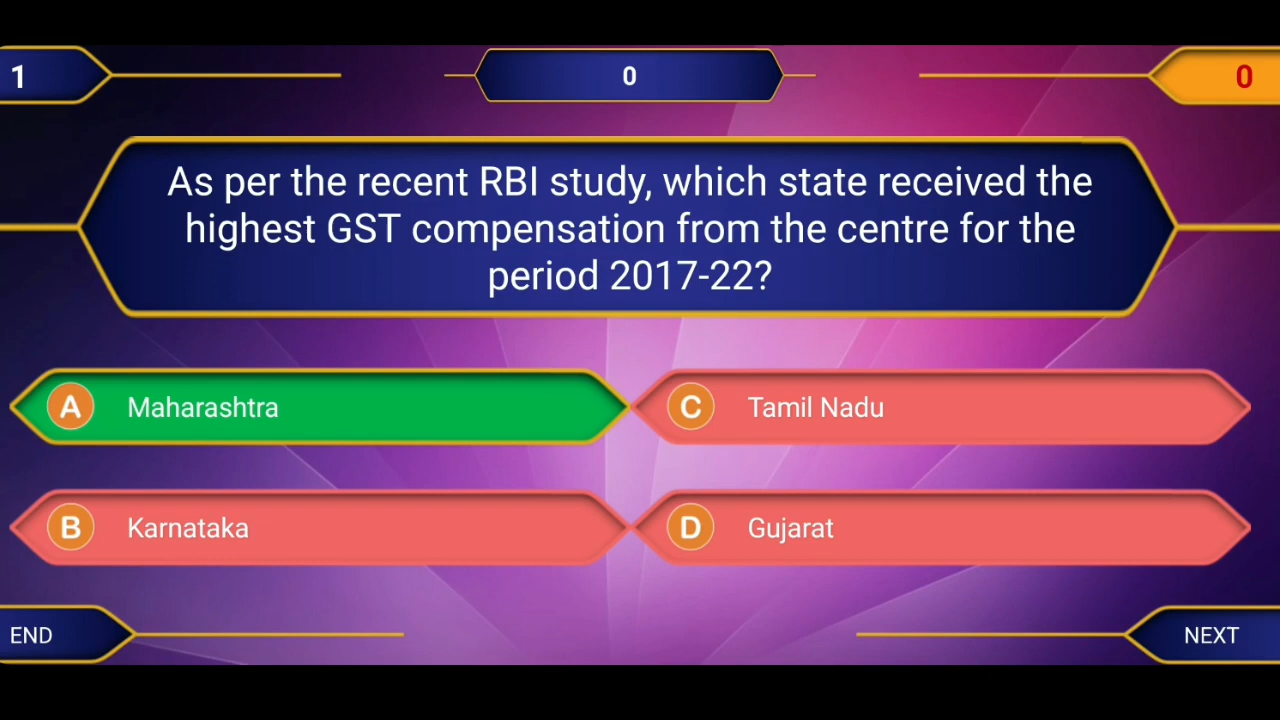 1
0
0
As per the recent RBI study, which state received the
highest GST compensation from the centre for the
period 2017-22?
A Maharashtra
C Tamil Nadu
B Karnataka
D Gujarat
END
NEXT